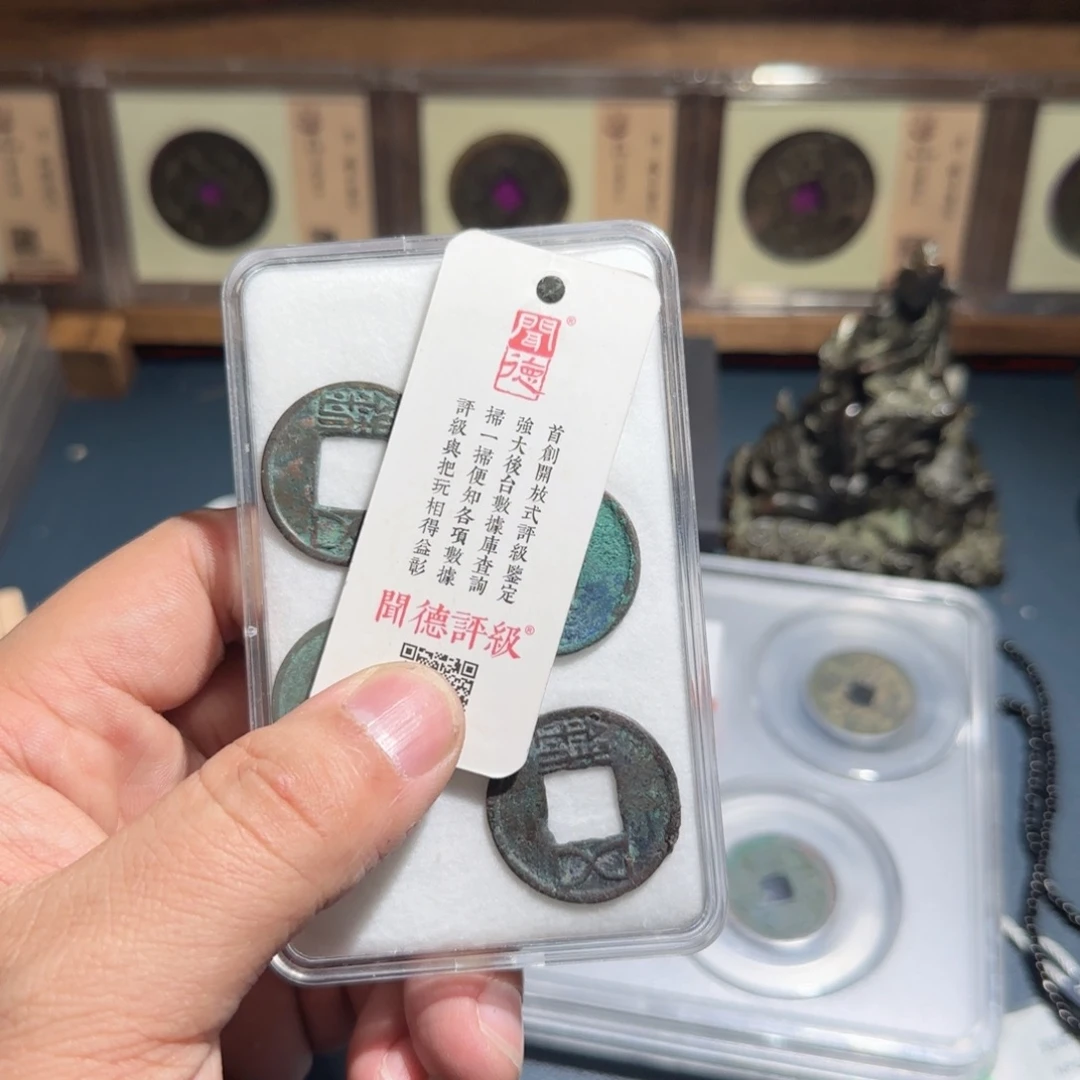 聞德®
首創開放式評級鑒定
強大後台數據庫查詢
掃一掃便知各項數據
評級與把玩相得益彰
聞德評級®